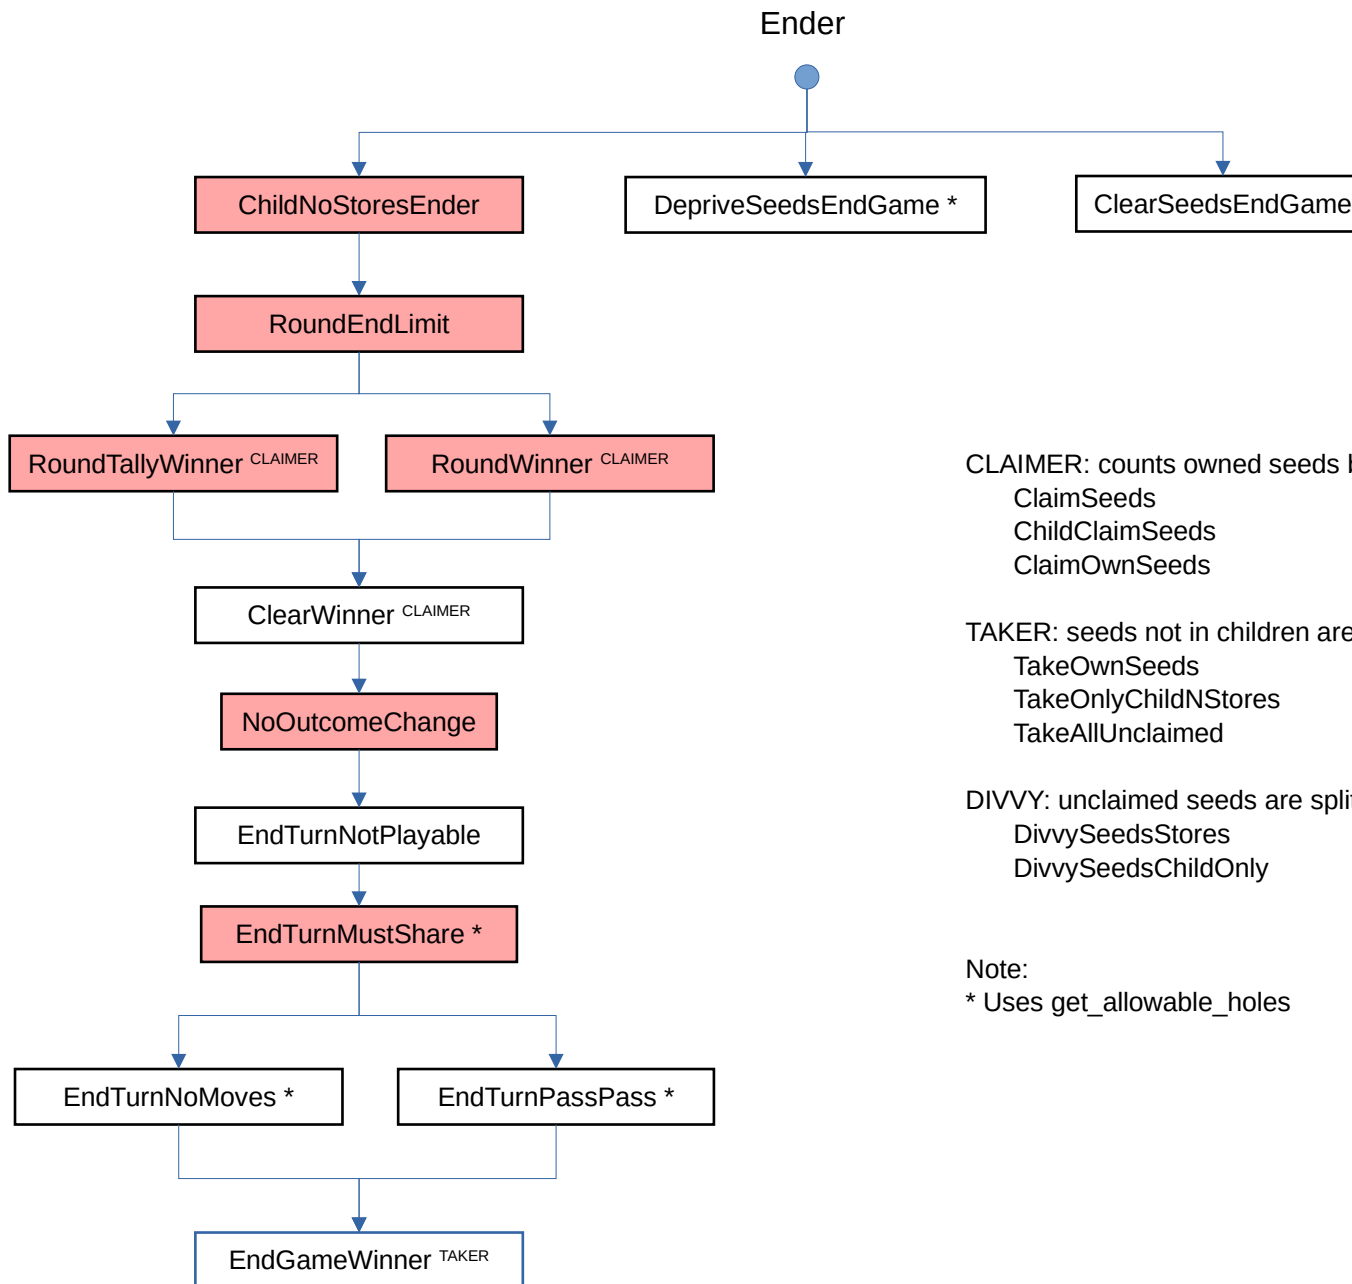 Ender
ChildNoStoresEnder
DepriveSeedsEndGame *
ClearSeedsEndGame
RoundEndLimit
RoundTallyWinner CLAIMER
RoundWinner CLAIMER
CLAIMER: counts owned seeds
ClaimSeeds
ChildClaimSeeds
ClaimOwnSeeds
ClearWinner CLAIMER
TAKER: seeds not in children are
TakeOwnSeeds
TakeOnlyChildNStores
TakeAllUnclaimed
NoOutcomeChange
DIVVY: unclaimed seeds are split
DivvySeedsStores
DivvySeedsChildOnly
EndTurnNotPlayable
EndTurnMustShare *
Note:
* Uses get_allowable_holes
EndTurnNoMoves *
EndTurnPassPass *
EndGameWinner TAKER